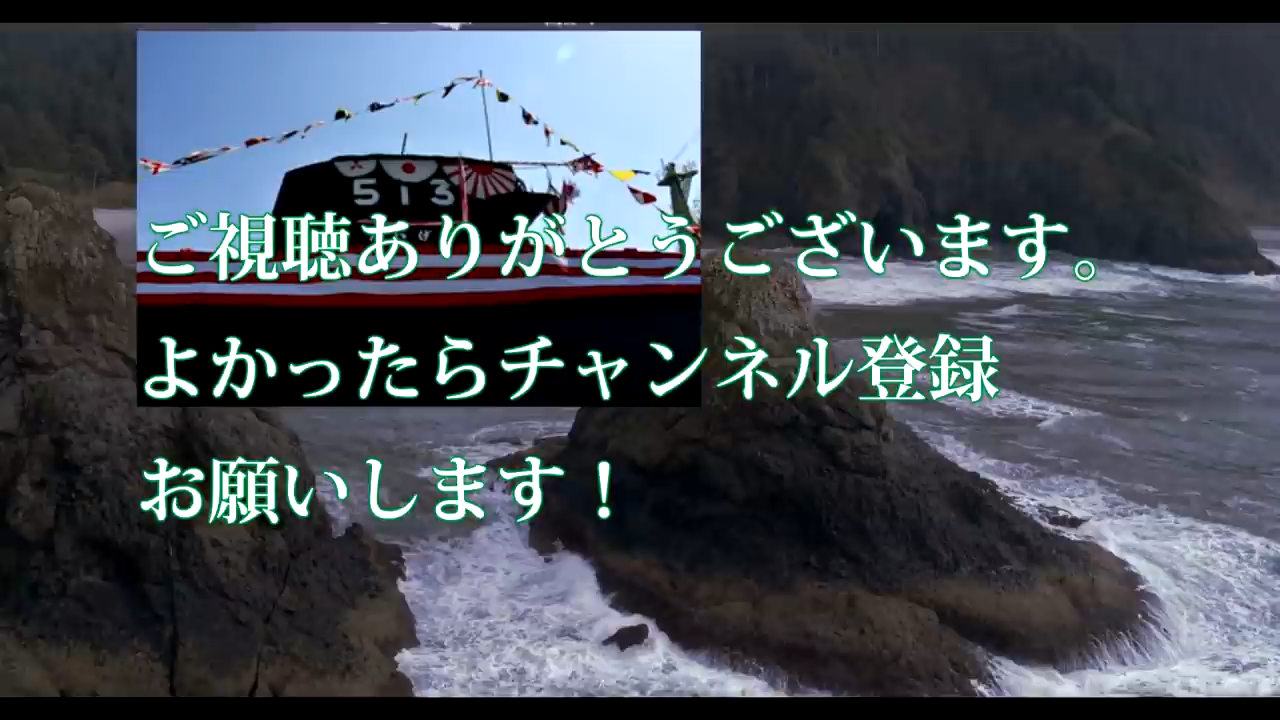 513
ご視聴ありがとうございます。
よかったらチャンネル登録
お願いします！